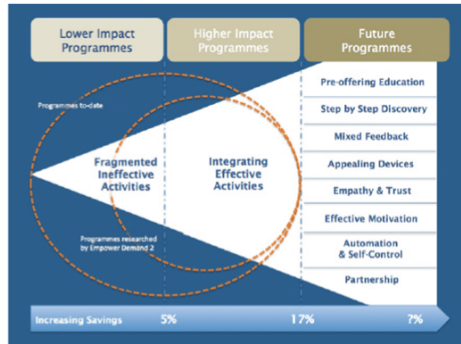 Lower Impact
Programmes
Higher Impact
Programmes
Future
Programmes
Programmes to-date
Fragmented
Ineffective
Activities
Integrating
Effective
Activities
Programmes researched
by Empower Demand 2
Pre-offering Education
Step by Step Discovery
Mixed Feedback
Appealing Devices
Empathy & Trust
Effective Motivation
Automation
& Self-Control
Partnership
Increasing Savings
5%
17%
?%